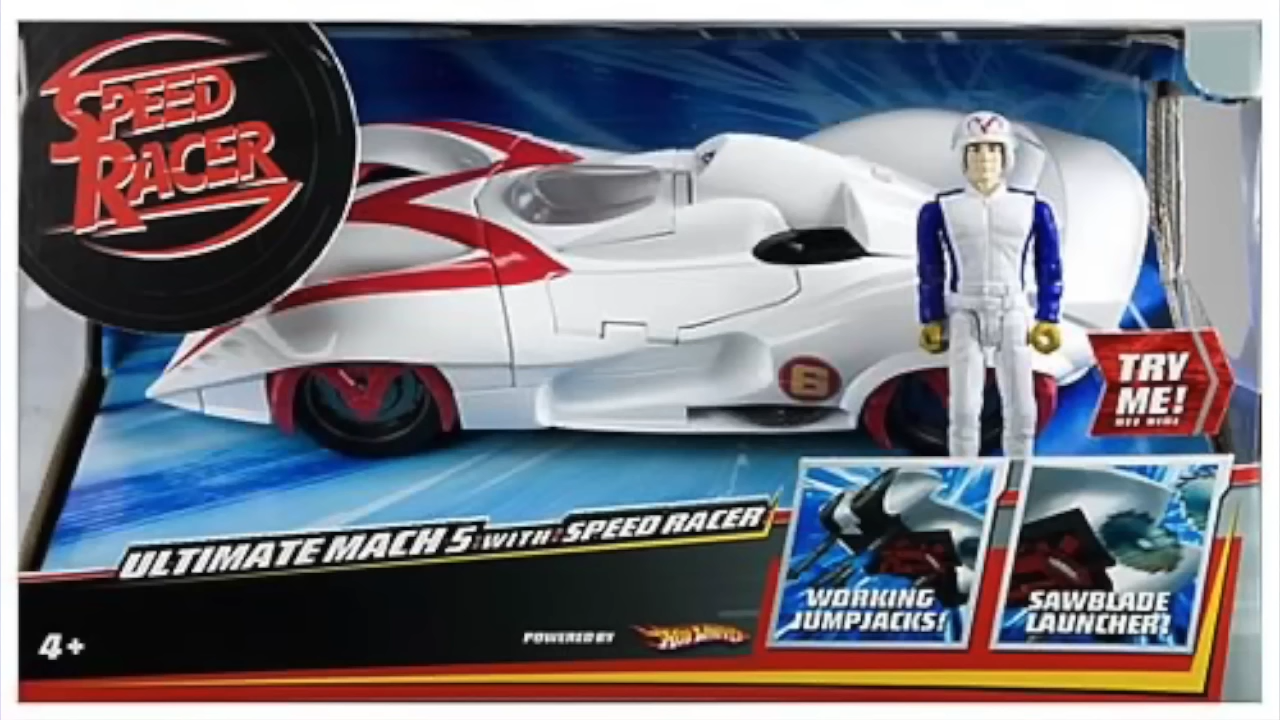 SPEED
RACER
6
TRY
ME!
ULTIMATE MACH 5 WITH SPEED RACER
WORKING
JUMPJACKS!
SAWBLADE
LAUNCHER!
4+
POWERED BY Hot Wheels